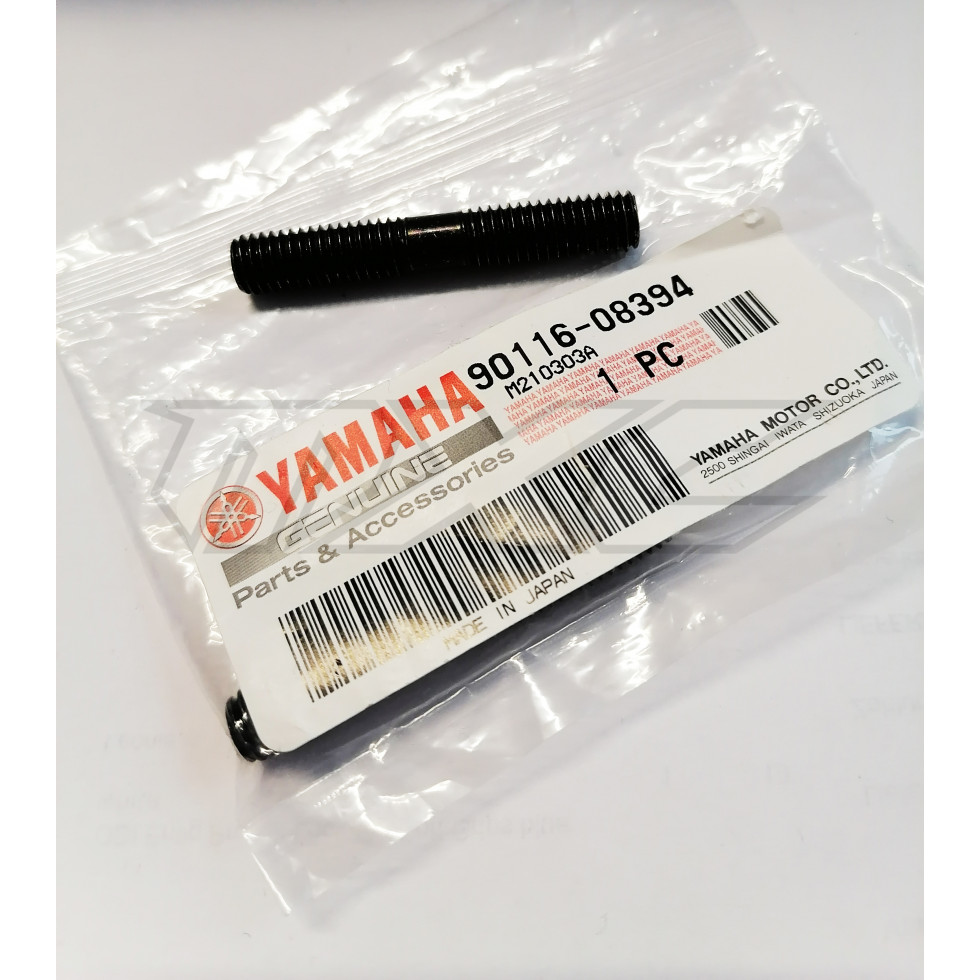 YAMAHA
GENUINE
Parts & Accessories
90116-08394
M210303A
YAMAHAYAMAHAYAMAHAYAMAHAYAMAHA
1 PC
YAMAHA MOTOR CO.,LTD.
2500 SHINGAI IWATA SHIZUOKA JAPAN
MADE IN JAPAN